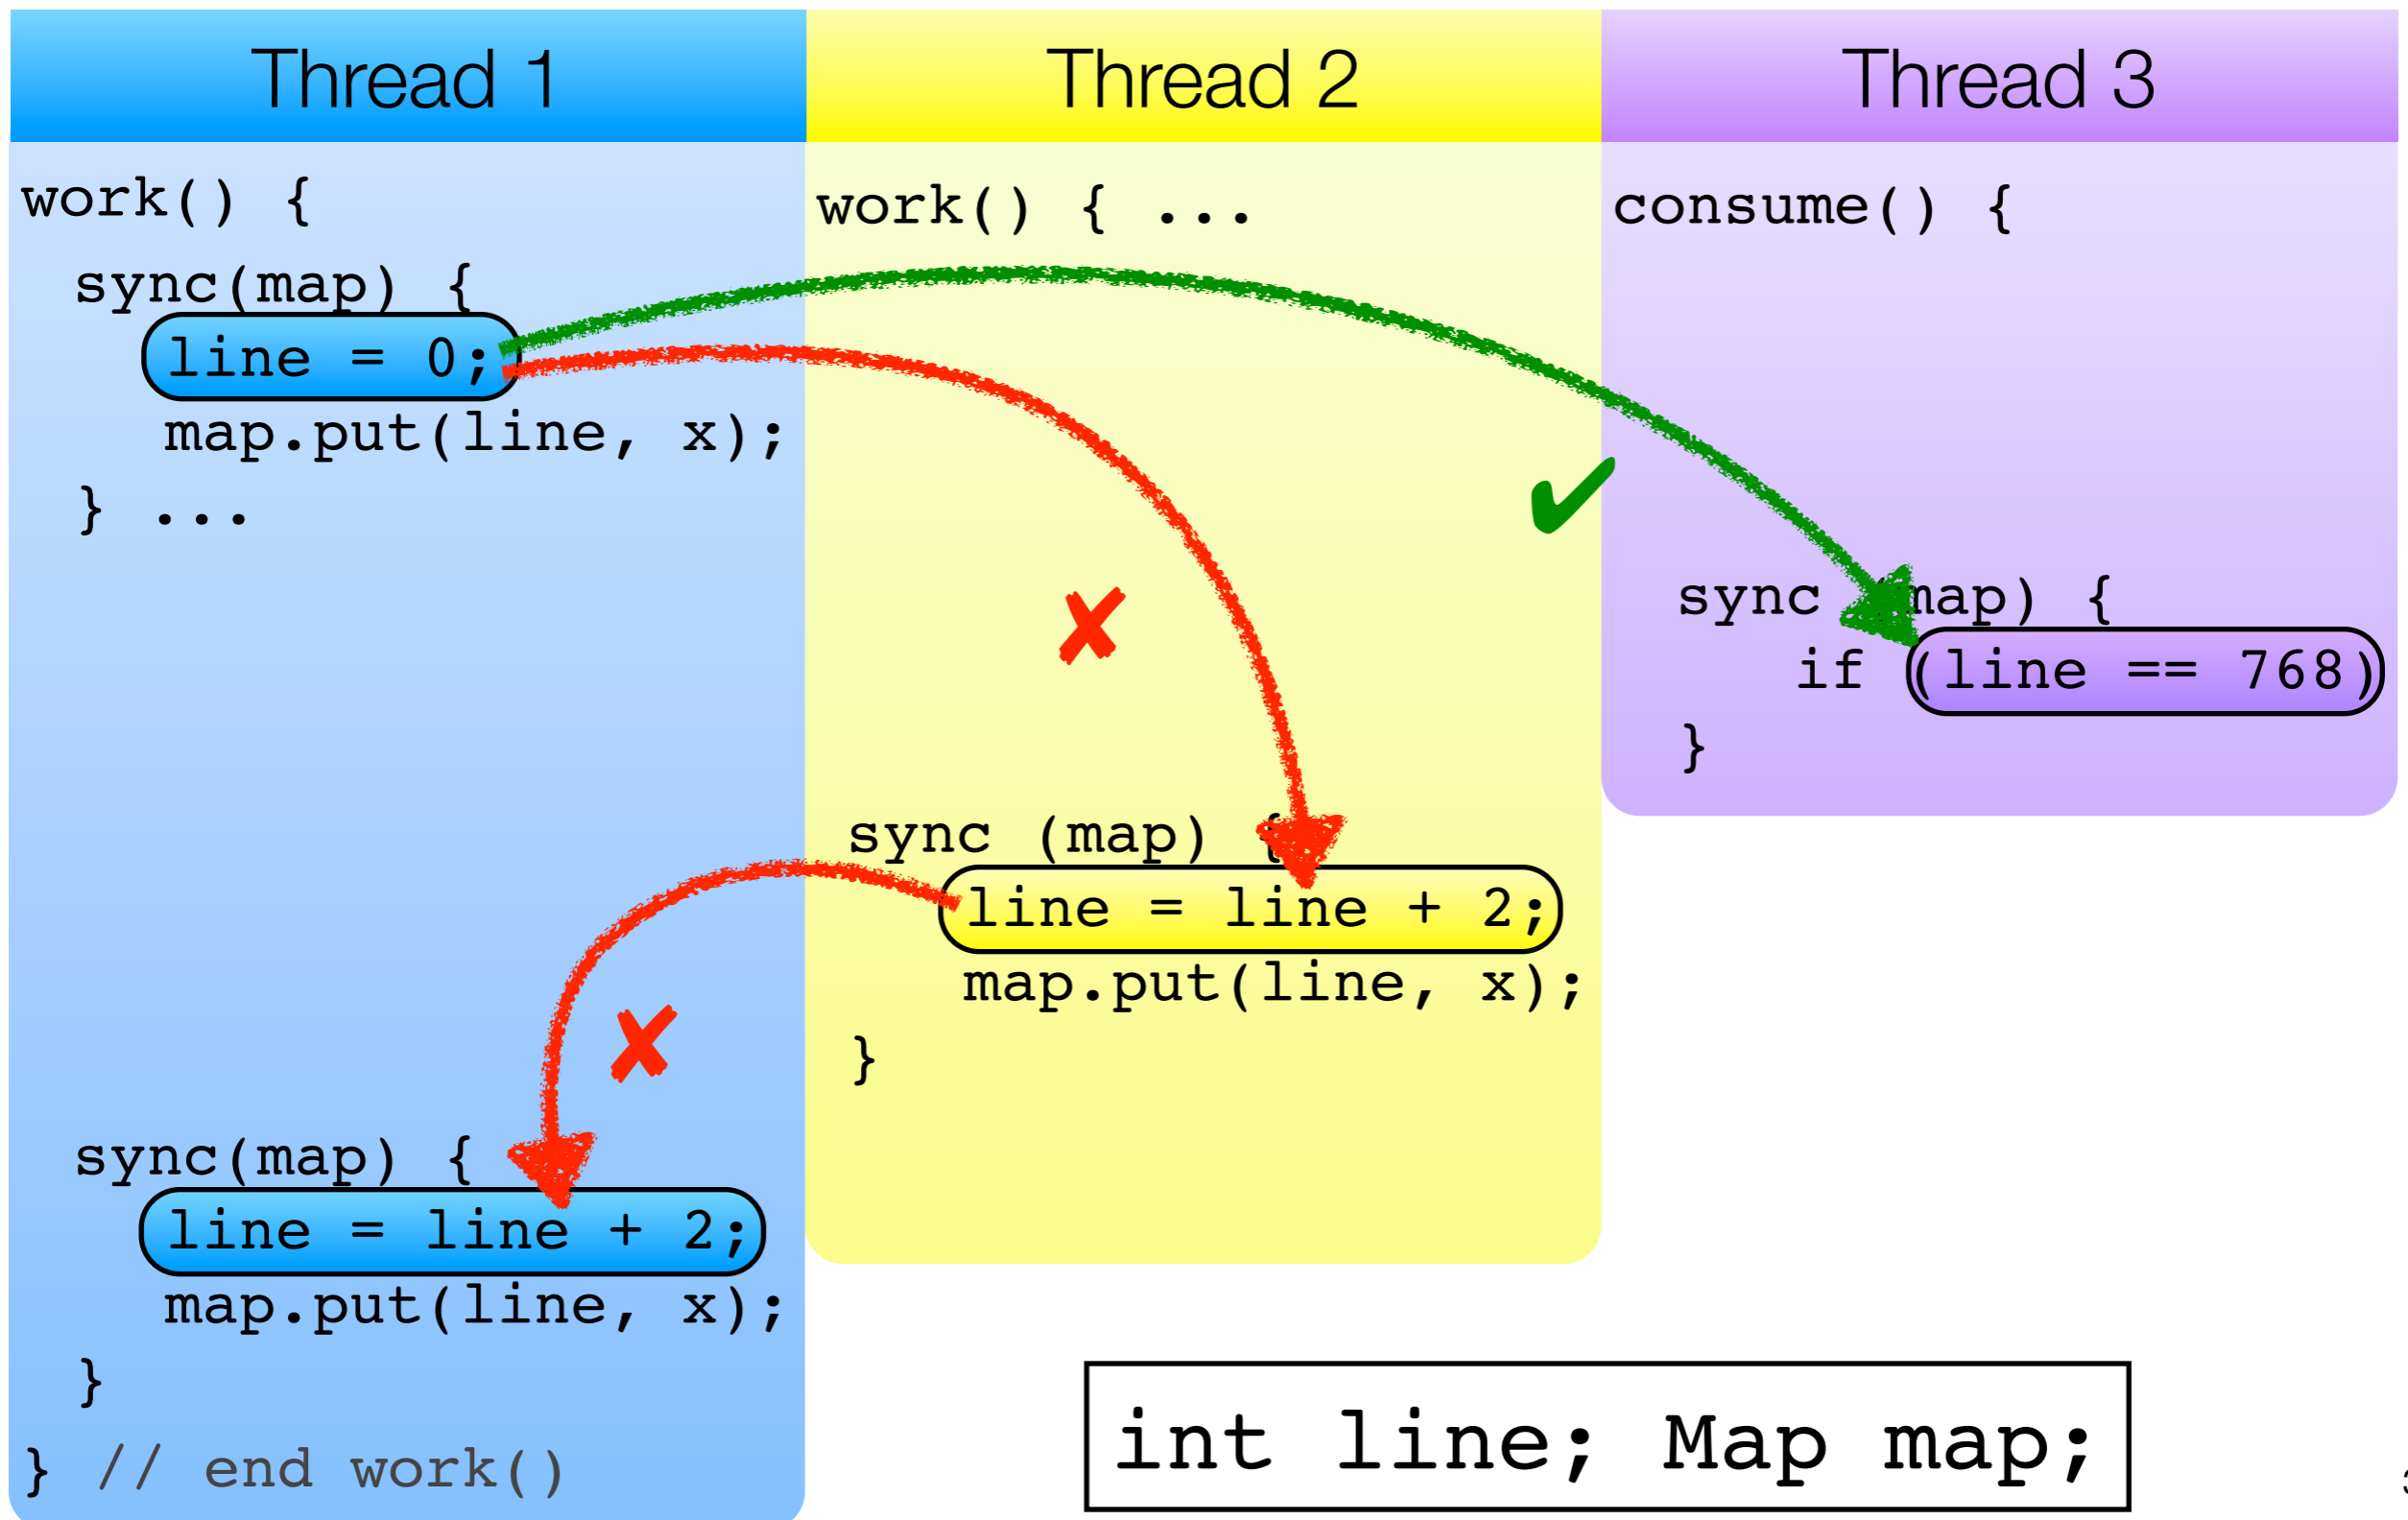 Thread 1
work() {
sync(map) {
line = 0;
map.put(line, x);
} ...
sync(map) {
line = line + 2;
map.put(line, x);
}
} // end work()
Thread 2
work() { ...
sync (map) {
line = line + 2;
map.put(line, x);
}
Thread 3
consume() {
sync (map) {
if (line == 768)
}
✔
✘
✘
int line; Map map;